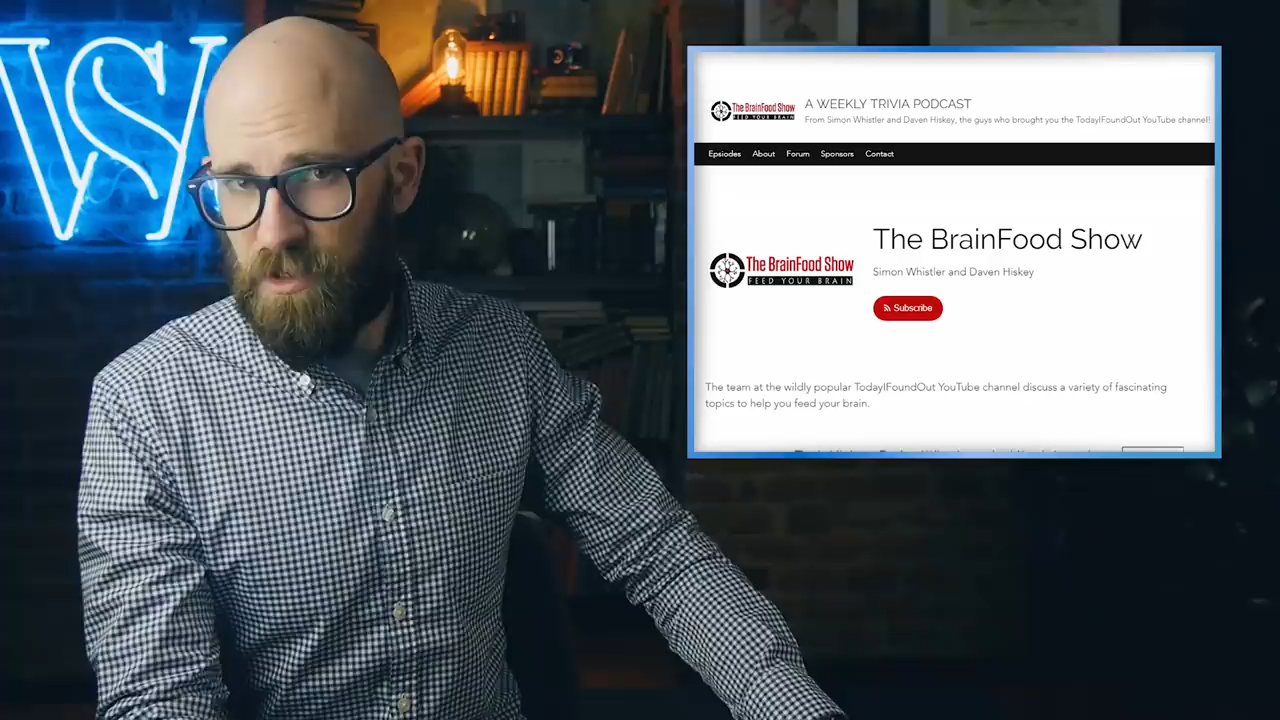 WS
The BrainFood Show
FEED YOUR BRAIN
A WEEKLY TRIVIA PODCAST
From Simon Whistler and Daven Hiskey, the guys who brought you the TodayIFoundOut YouTube channel!
Epsiodes About Forum Sponsors Contact
The BrainFood Show
FEED YOUR BRAIN
The BrainFood Show
Simon Whistler and Daven Hiskey
Subscribe
The team at the wildly popular TodayIFoundOut YouTube channel discuss a variety of fascinating
topics to help you feed your brain.